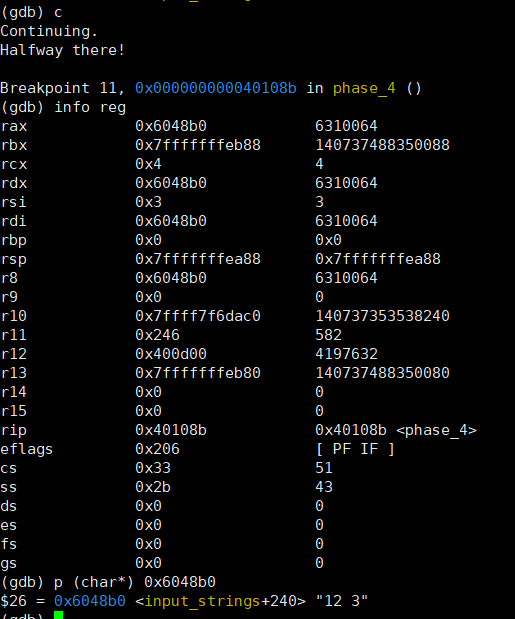 (gdb) c
Continuing.
Halfway there!

Breakpoint 11, 0x000000000040108b in phase_4 ()
(gdb) info reg
rax            0x6048b0            6310064
rbx            0x7fffffffeb88      140737488350088
rcx            0x4                 4
rdx            0x6048b0            6310064
rsi            0x3                 3
rdi            0x6048b0            6310064
rbp            0x0                 0x0
rsp            0x7fffffffea88      0x7fffffffea88
r8             0x6048b0            6310064
r9             0x0                 0
r10            0x7ffff7f6dac0      140737353538240
r11            0x246               582
r12            0x400d00            4197632
r13            0x7fffffffeb80      140737488350080
r14            0x0                 0
r15            0x0                 0
rip            0x40108b            0x40108b <phase_4>
eflags         0x206               [ PF IF ]
cs             0x33                51
ss             0x2b                43
ds             0x0                 0
es             0x0                 0
fs             0x0                 0
gs             0x0                 0
(gdb) p (char*) 0x6048b0
$26 = 0x6048b0 <input_strings+240> "12 3"
(gdb)